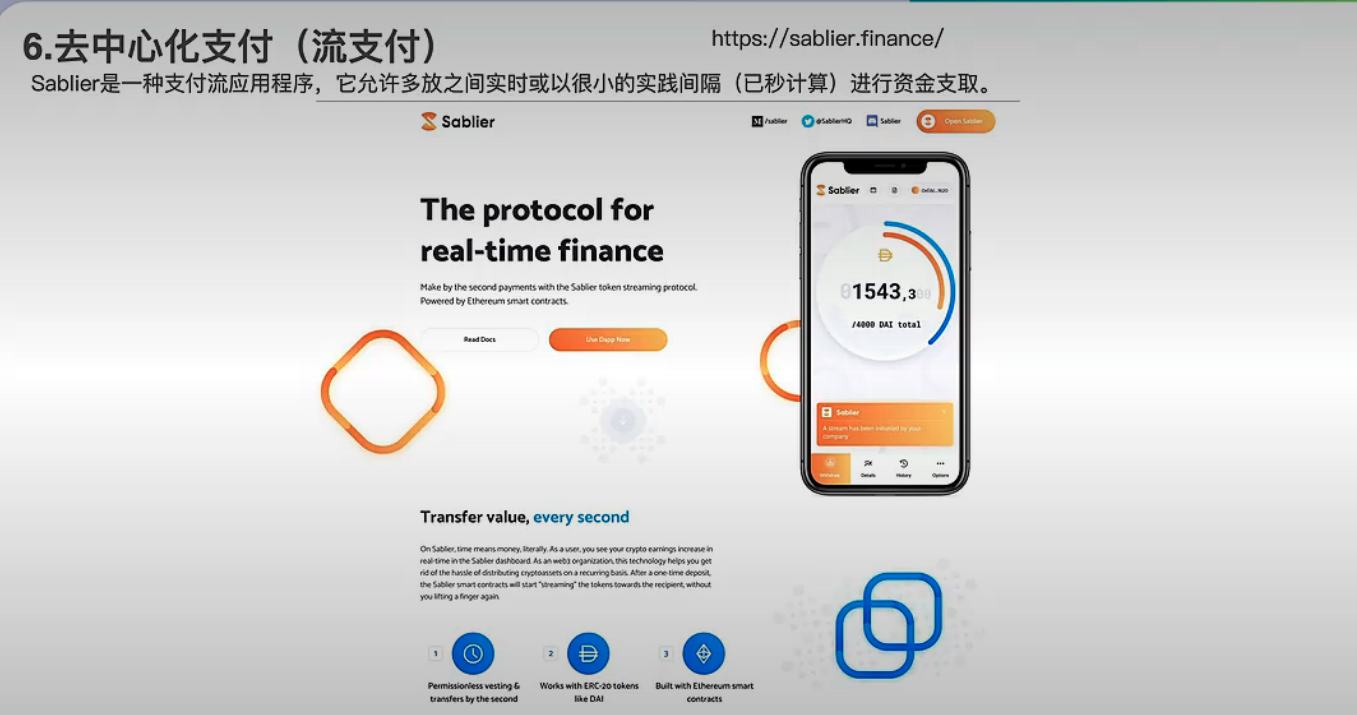 6.去中心化支付（流支付）
https://sablier.finance/
Sablier是一种支付流应用程序，它允许多放之间实时或以很小的实践间隔（已秒计算）进行资金支取。
Sablier
M /sablier
@SablierHQ
Sablier
Open Sablier
The protocol for
real-time finance
Make by the second payments with the Sablier token streaming protocol.
Powered by Ethereum smart contracts.
Read Docs
Use Dapp Now
Sablier
01543,300
/4000 DAI total
Sablier
A stream has been initiated by your
company
Withdraw
Details
History
Options
Transfer value, every second
On Sablier, time means money, literally. As a user, you see your crypto earnings increase in
real-time in the Sablier dashboard. As an web3 organization, this technology helps you get
rid of the hassle of distributing cryptoassets on a recurring basis. After a one-time deposit,
the Sablier smart contracts will start "streaming" the tokens towards the recipient, without
you lifting a finger again.
1
2
3
Permissionless vesting &
transfers by the second
Works with ERC-20 tokens
like DAI
Built with Ethereum smart
contracts